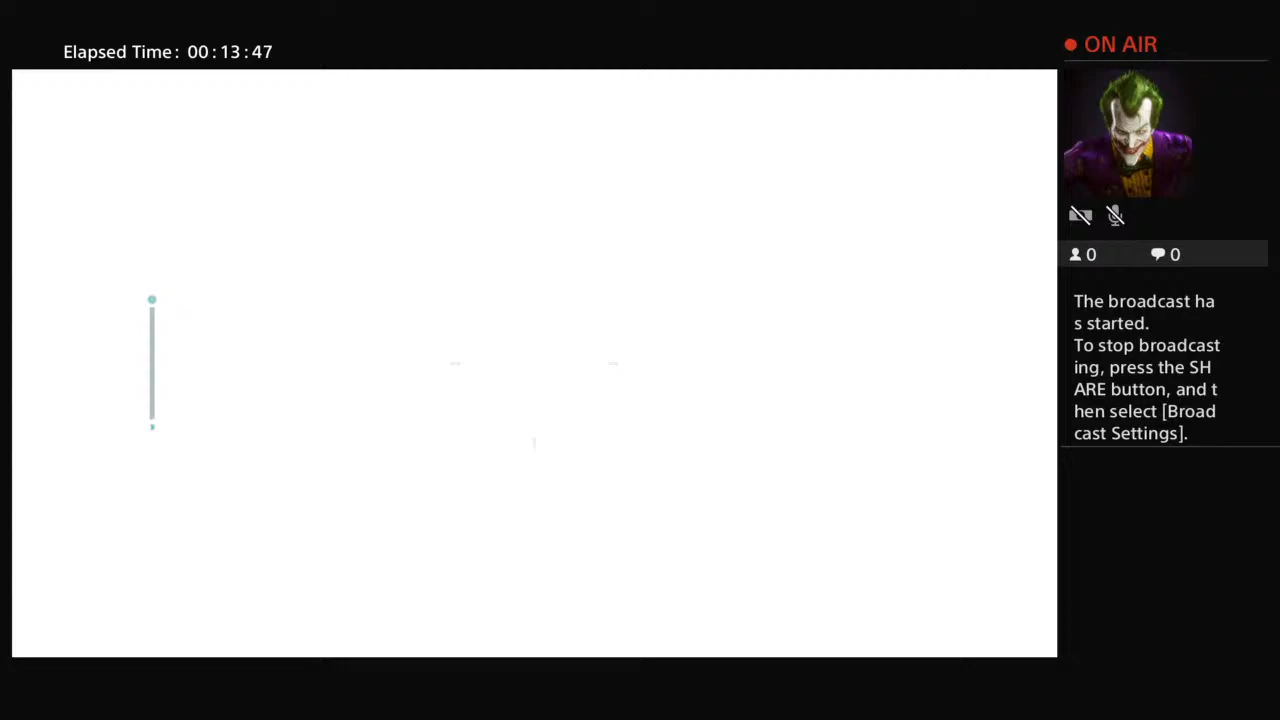 Elapsed Time: 00:13:47
ON AIR
0 0
The broadcast ha
s started.
To stop broadcast
ing, press the SH
ARE button, and t
hen select [Broad
cast Settings].